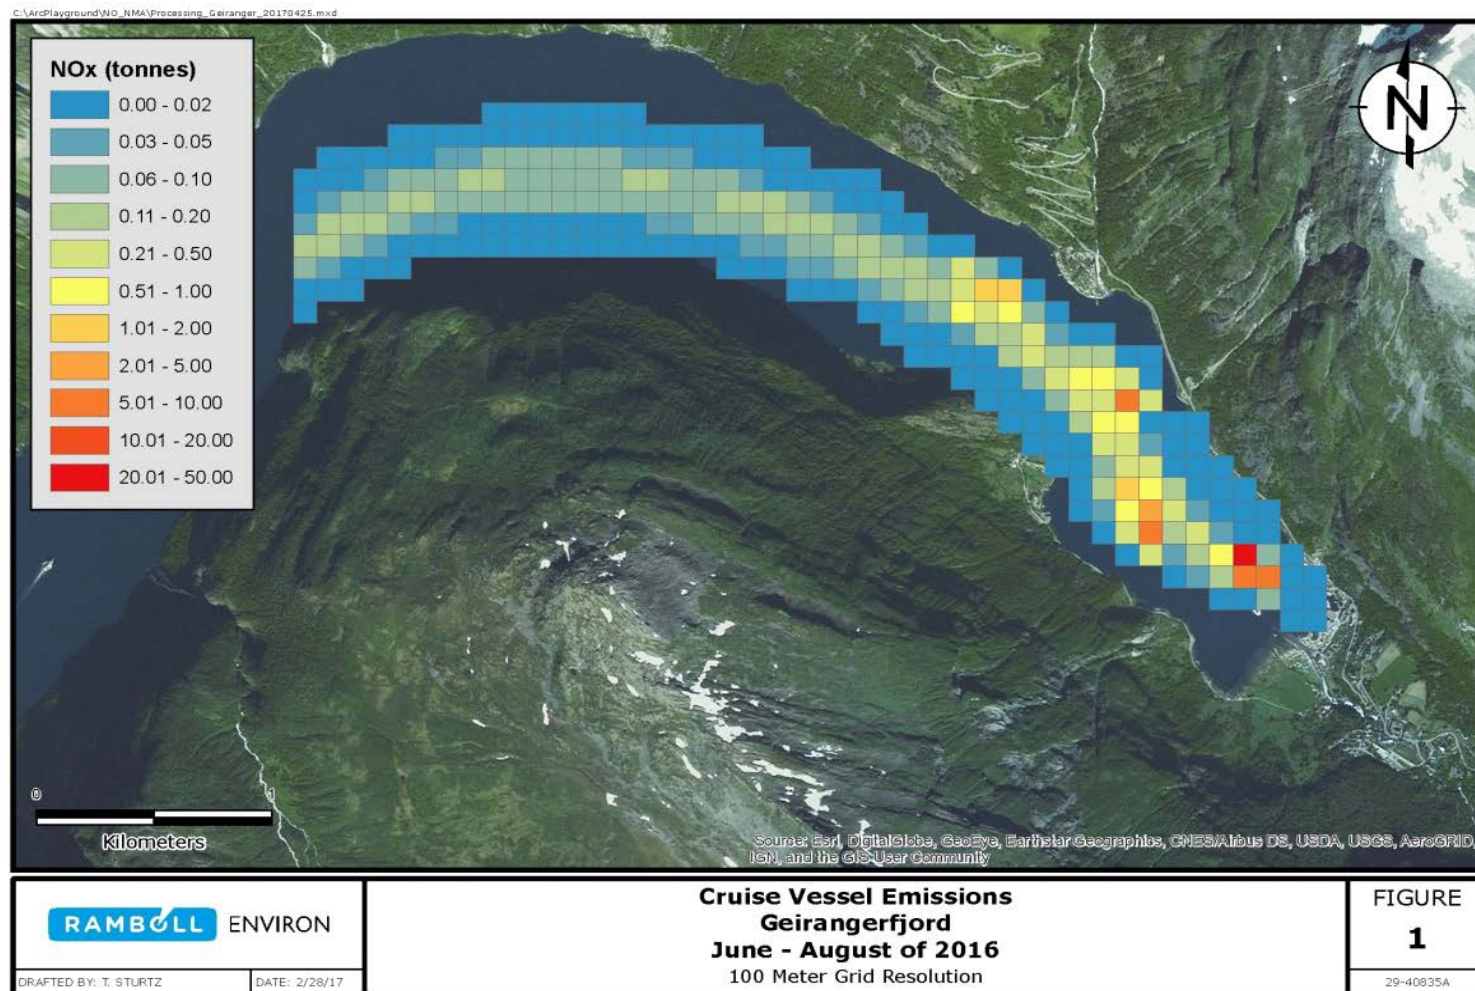 C:\ArcPlayground\NO_NMA\Processing_Geiranger_20170425.mxd
NOx (tonnes)
0.00 - 0.02
0.03 - 0.05
0.06 - 0.10
0.11 - 0.20
0.21 - 0.50
0.51 - 1.00
1.01 - 2.00
2.01 - 5.00
5.01 - 10.00
10.01 - 20.00
20.01 - 50.00
N
0 1
Kilometers
Source: Esri, DigitalGlobe, GeoEye, Earthstar Geographics, CNES/Airbus DS, USDA, USGS, AeroGRID,
IGN, and the GIS User Community
RAMBOLL ENVIRON
DRAFTED BY: T. STURTZ
DATE: 2/28/17
Cruise Vessel Emissions
Geirangerfjord
June - August of 2016
100 Meter Grid Resolution
FIGURE
1
29-40835A